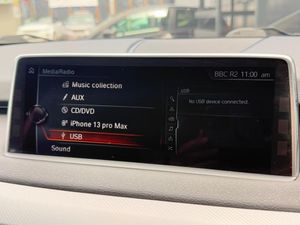 Media/Radio
BBC R2 11:00 am
Music collection
AUX
CD/DVD
iPhone 13 pro Max
USB
Sound
USB
No USB device connected.